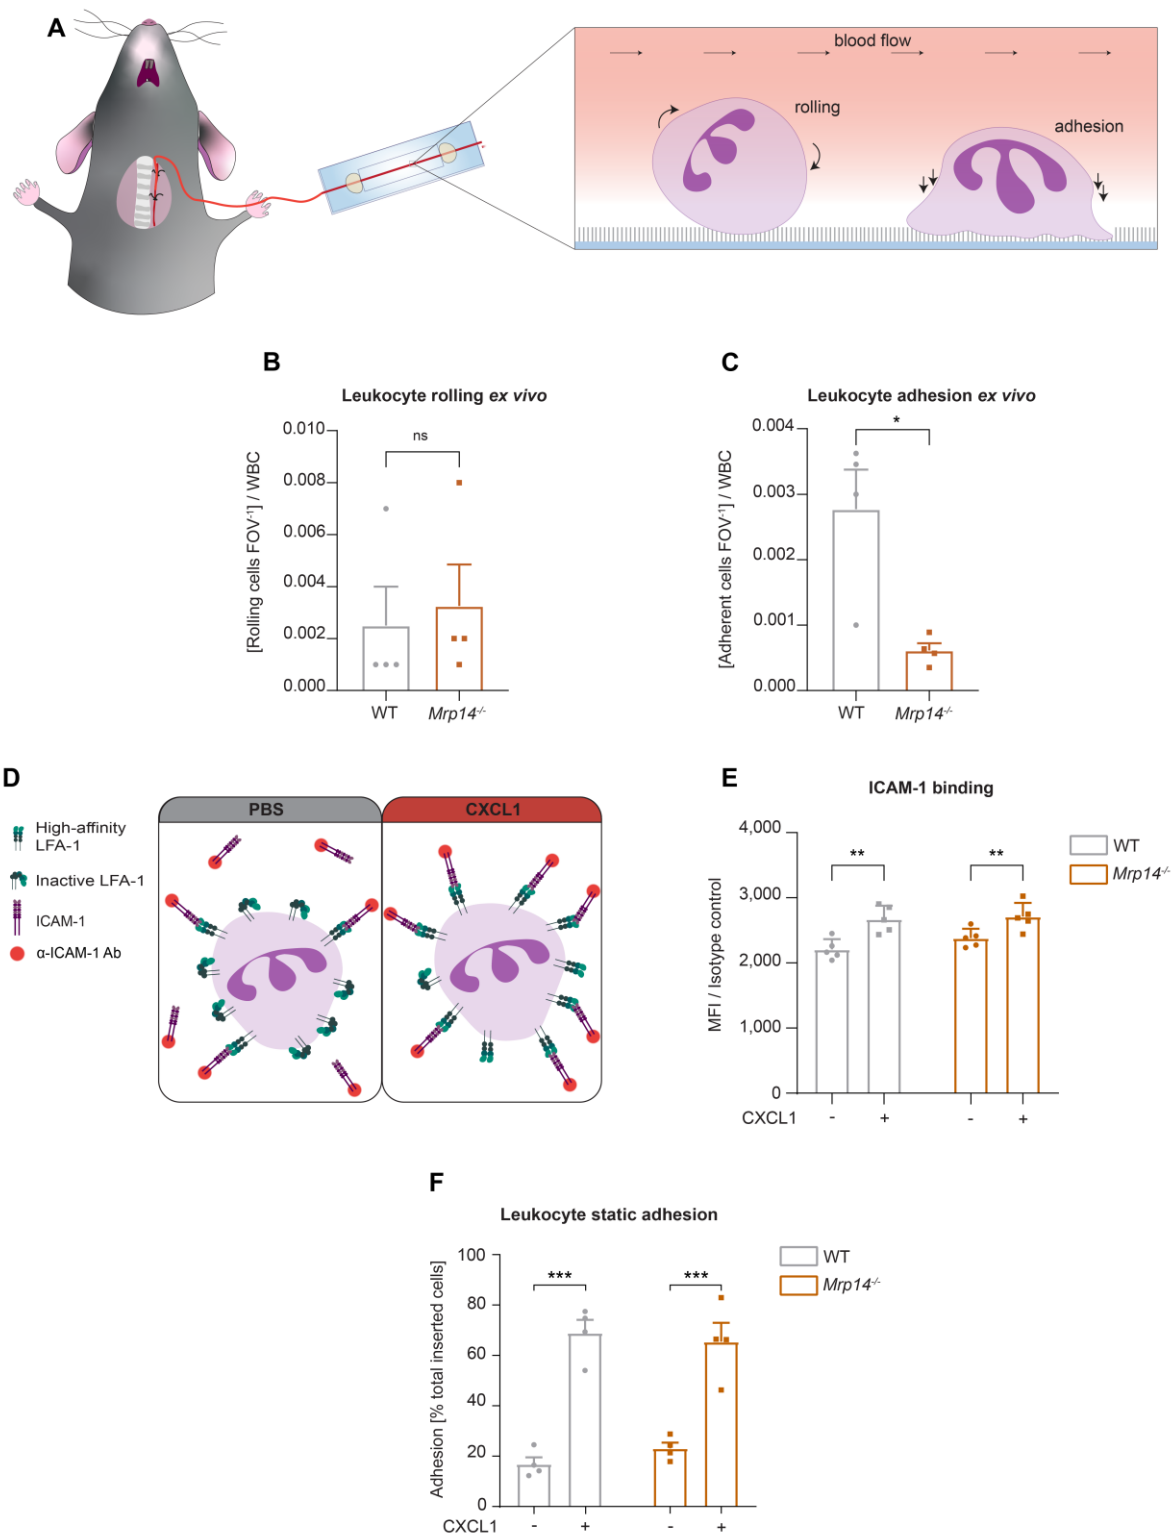 A
blood flow
rolling
adhesion
B
Leukocyte rolling ex vivo
ns
[Rolling cells FOV⁻¹] / WBC
0.010
0.008
0.006
0.004
0.002
0.000
WT
Mrp14⁻/⁻
C
Leukocyte adhesion ex vivo
*
[Adherent cells FOV⁻¹] / WBC
0.004
0.003
0.002
0.001
0.000
WT
Mrp14⁻/⁻
D
PBS
CXCL1
High-affinity
LFA-1
Inactive LFA-1
ICAM-1
α-ICAM-1 Ab
E
ICAM-1 binding
MFI / Isotype control
4,000
3,000
2,000
1,000
0
**
**
WT
Mrp14⁻/⁻
CXCL1
- + - +
F
Leukocyte static adhesion
Adhesion [% total inserted cells]
100
80
60
40
20
0
***
***
WT
Mrp14⁻/⁻
CXCL1
- + - +